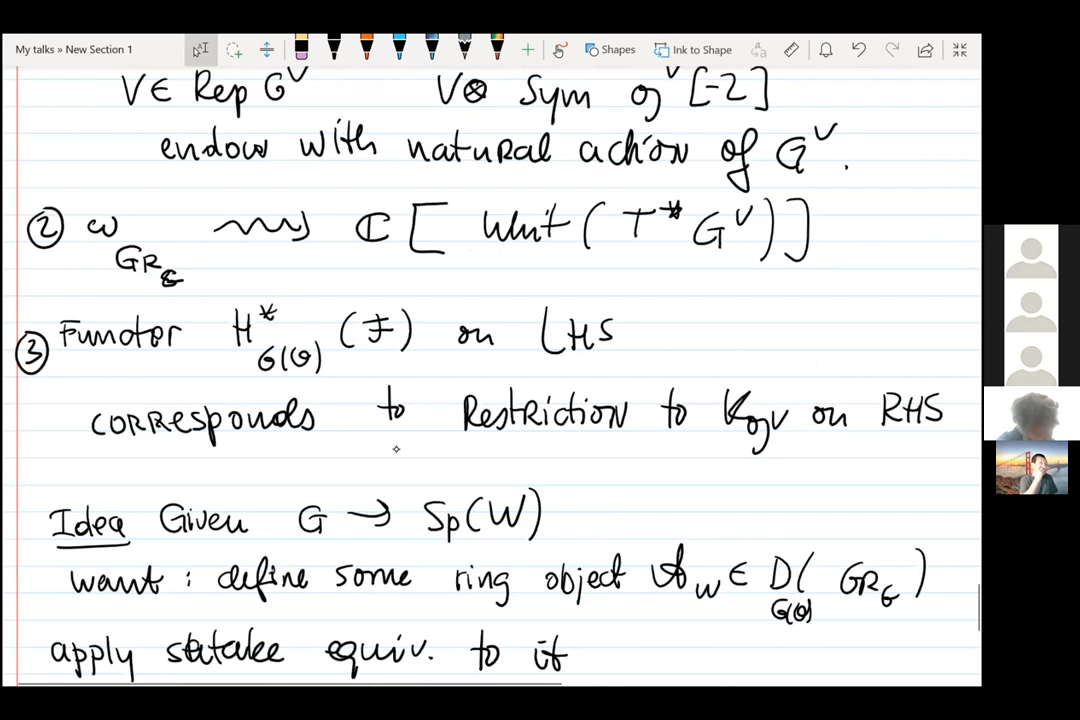 My talks » New Section 1
Shapes
Ink to Shape
V ∈ Rep G^∨ V⊗ Sym g^∨ [-2]
endow with natural action of G^∨.
② ω_{GR_G} ⇝ ℂ [ Whit ( T* G^∨ ) ]
③ Functor H*_{G(O)} (F) on LHS
corresponds to Restriction to K_{g^∨} on RHS
Idea Given G → Sp(W)
want : define some ring object A_W ∈ D_{G(O)}( GR_G )
apply satake equiv. to it